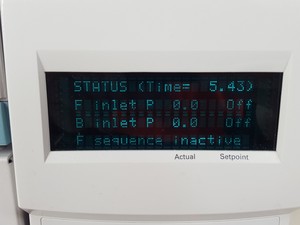 STATUS (Time= 5.43)
F inlet P 0.0 Off
B inlet P 0.0 Off
E sequence inactive
Actual Setpoint